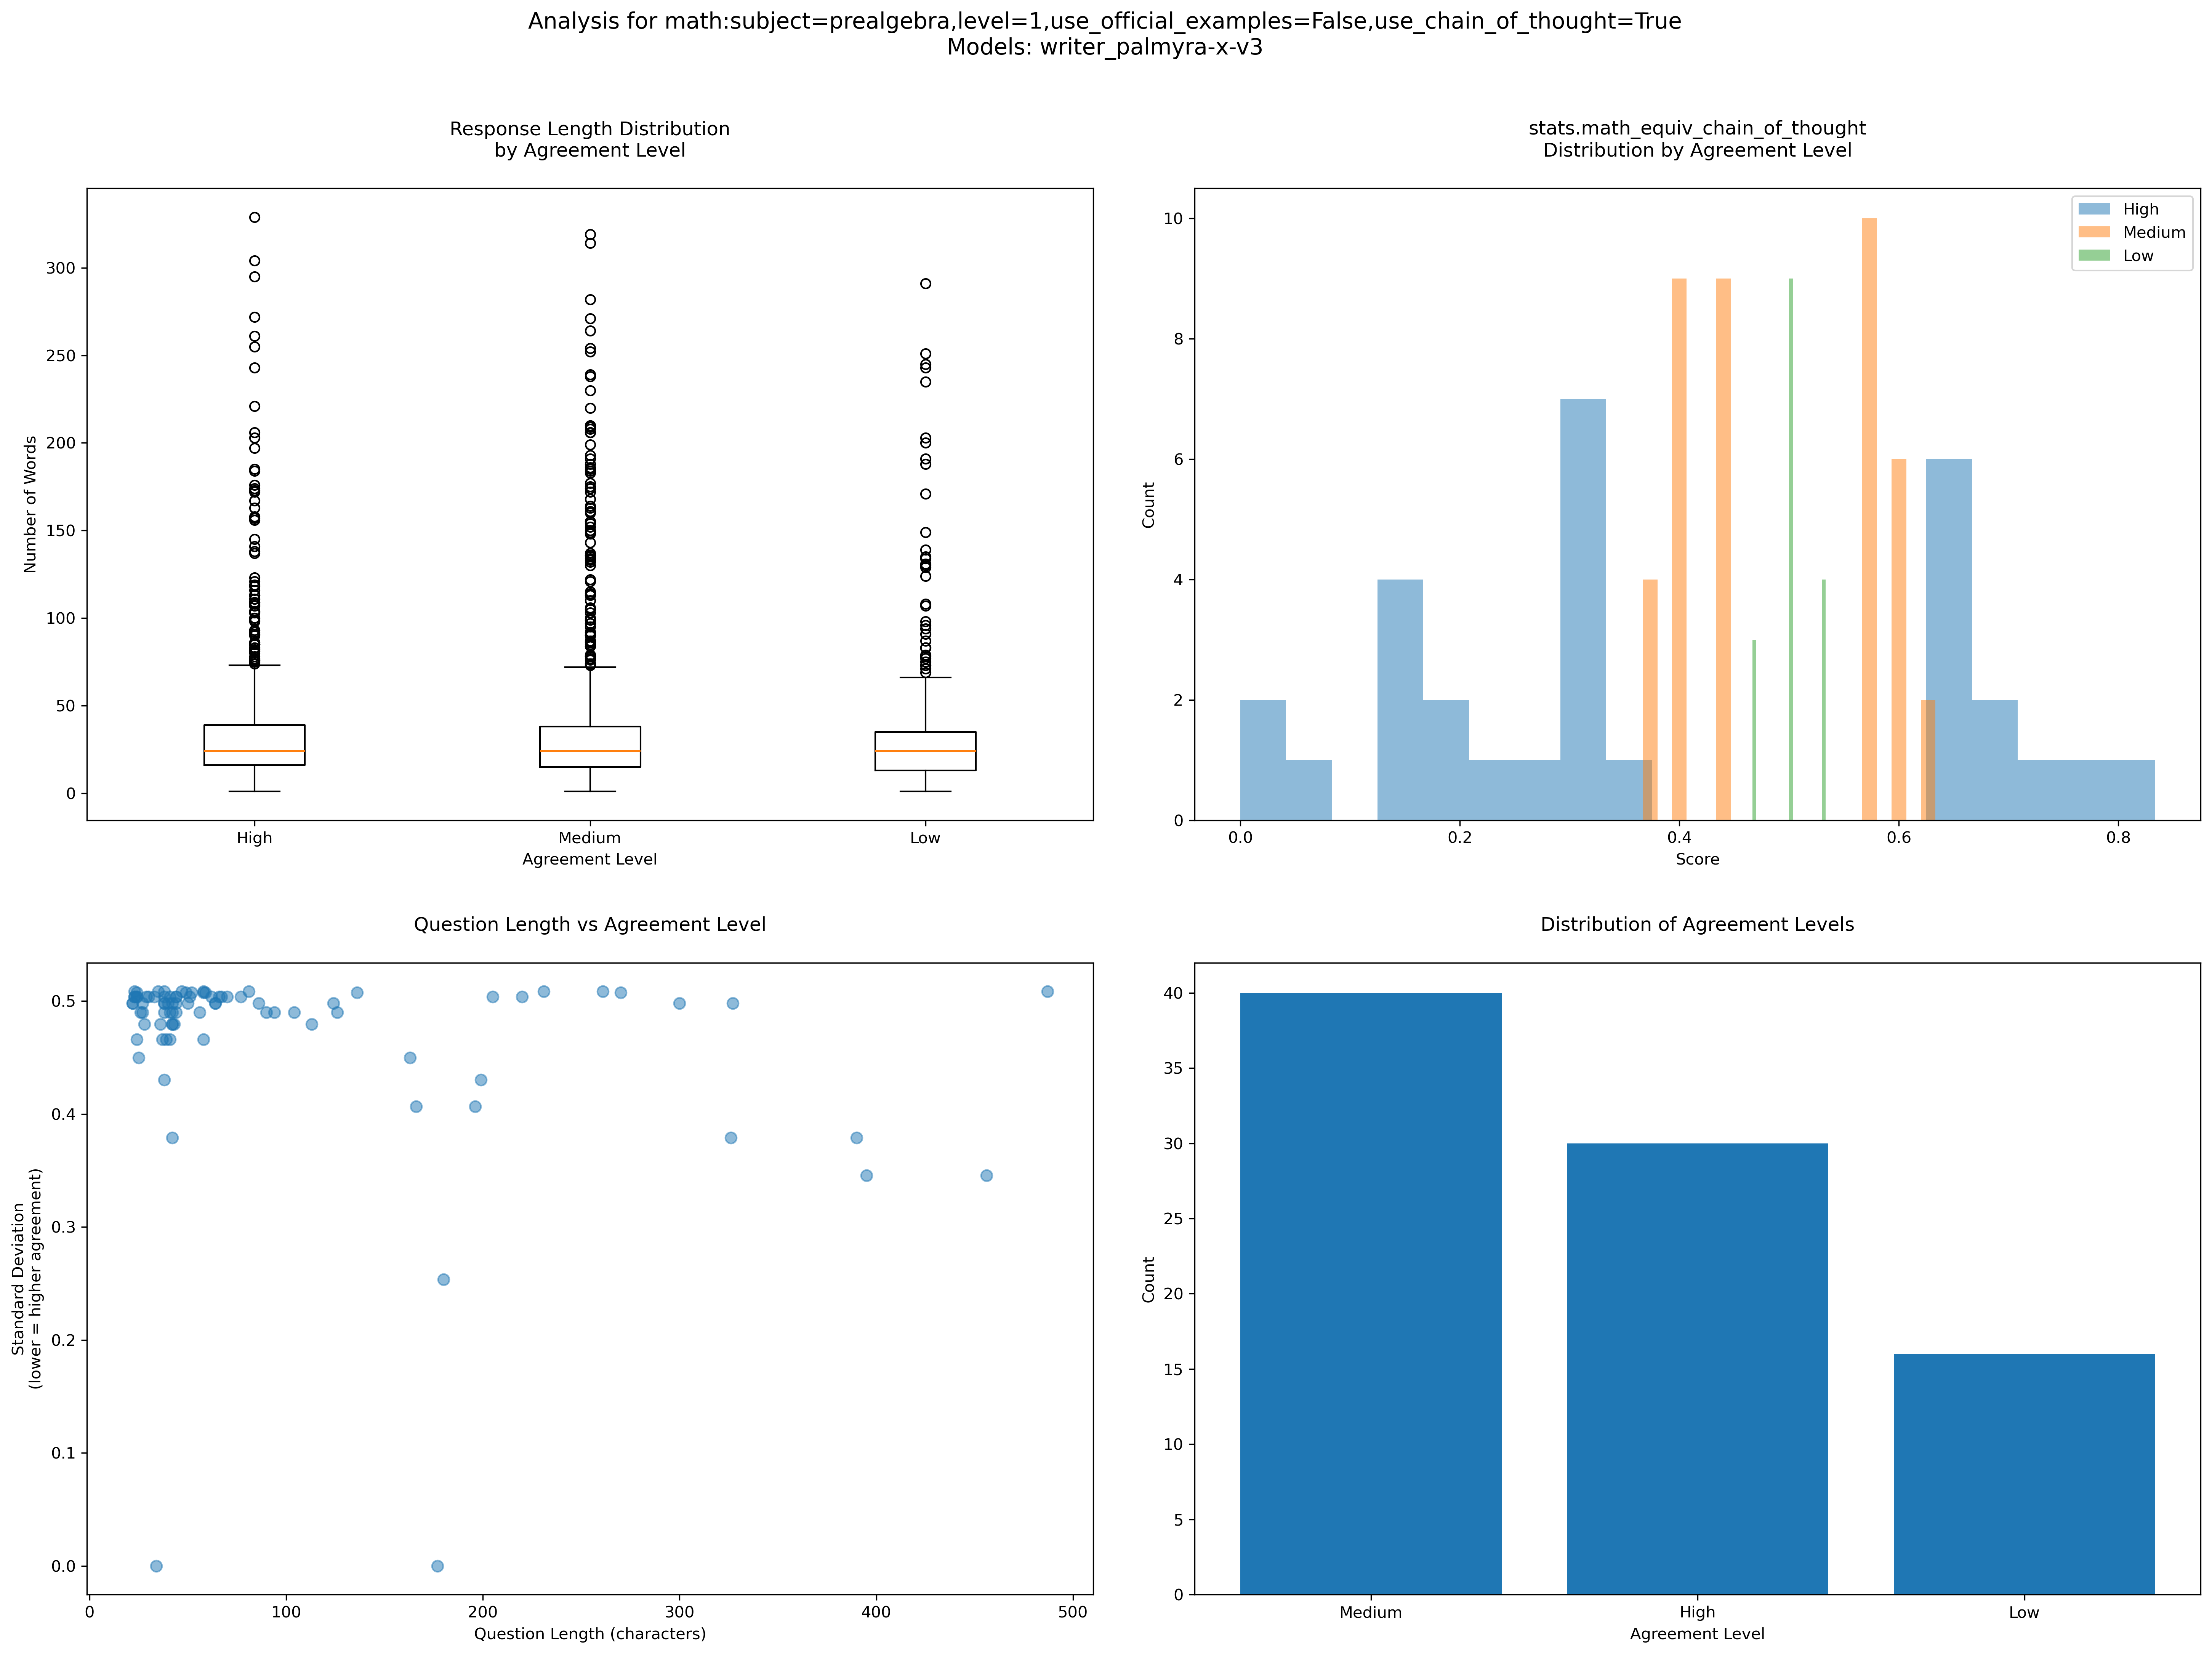 Analysis for math:subject=prealgebra,level=1,use_official_examples=False,use_chain_of_thought=True
Models: writer_palmyra-x-v3
Response Length Distribution
by Agreement Level
Number of Words
300
250
200
150
100
50
0
High
Medium
Low
Agreement Level
stats.math_equiv_chain_of_thought
Distribution by Agreement Level
High
Medium
Low
Count
10
8
6
4
2
0
0.0
0.2
0.4
0.6
0.8
Score
Question Length vs Agreement Level
Standard Deviation
(lower = higher agreement)
0.5
0.4
0.3
0.2
0.1
0.0
0
100
200
300
400
500
Question Length (characters)
Distribution of Agreement Levels
Count
40
35
30
25
20
15
10
5
0
Medium
High
Low
Agreement Level